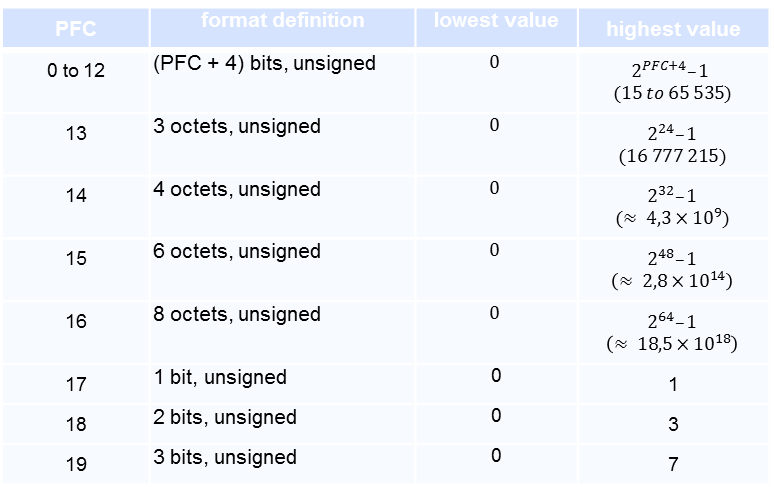 PFC format definition lowest value highest value
0 to 12 (PFC + 4) bits, unsigned 0 2^{PFC+4}–1
(15 to 65 535)
13 3 octets, unsigned 0 2^{24}–1
(16 777 215)
14 4 octets, unsigned 0 2^{32}–1
(≈ 4,3 × 10^{9})
15 6 octets, unsigned 0 2^{48}–1
(≈ 2,8 × 10^{14})
16 8 octets, unsigned 0 2^{64}–1
(≈ 18,5 × 10^{18})
17 1 bit, unsigned 0 1
18 2 bits, unsigned 0 3
19 3 bits, unsigned 0 7